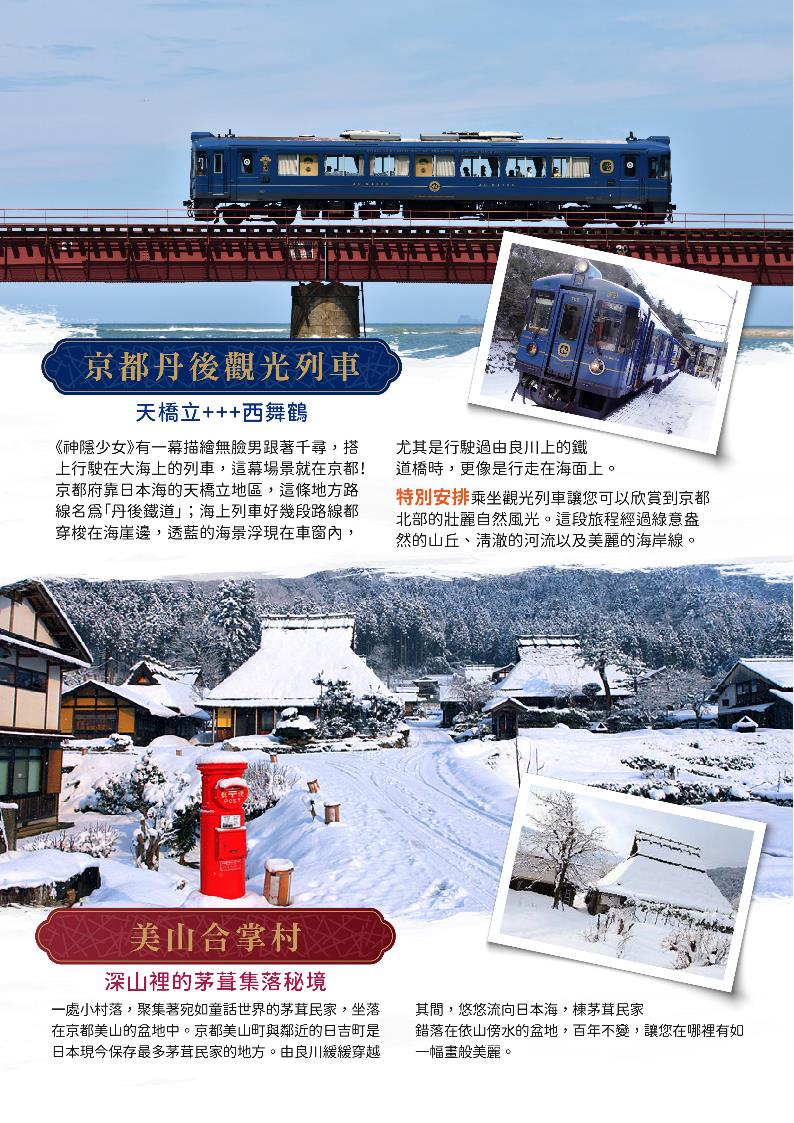 京都丹後觀光列車
天橋立+++西舞鶴
《神隱少女》有一幕描繪無臉男跟著千尋，搭
上行駛在大海上的列車，這幕場景就在京都!
京都府靠日本海的天橋立地區，這條地方路
線名為「丹後鐵道」；海上列車好幾段路線都
穿梭在海崖邊，透藍的海景浮現在車窗內，
尤其是行駛過由良川上的鐵
道橋時，更像是行走在海面上。
特別安排乘坐觀光列車讓您可以欣賞到京都
北部的壯麗自然風光。這段旅程經過綠意盎
然的山丘、清澈的河流以及美麗的海岸線。
POST
美山合掌村
深山裡的茅葺集落秘境
一處小村落，聚集著宛如童話世界的茅茸民家，坐落
在京都美山的盆地中。京都美山町與鄰近的日吉町是
日本現今保存最多茅茸民家的地方。由良川緩緩穿越
其間，悠悠流向日本海，棟茅茸民家
錯落在依山傍水的盆地，百年不變，讓您在哪裡有如
一幅畫般美麗。